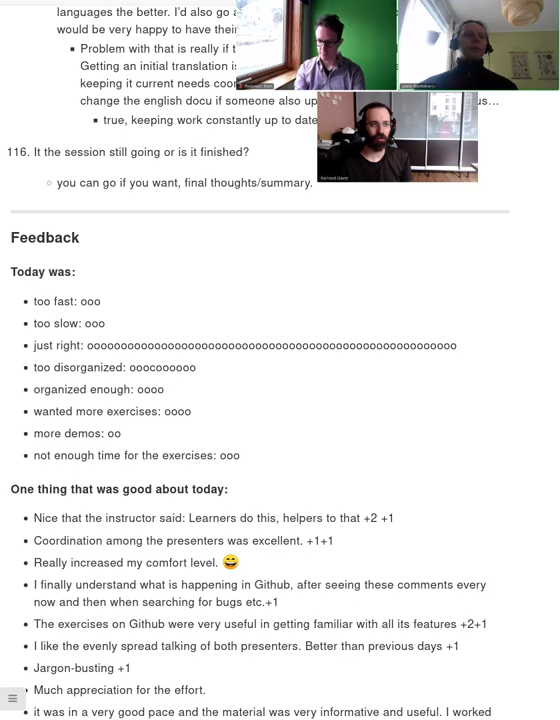 languages the better. I'd also go a
would be very happy to have their
Problem with that is really if t
Getting an initial translation is
keeping it current needs coor
change the english docu if someone also up us...
true, keeping work constantly up to date
116. It the session still going or is it finished?
you can go if you want, final thoughts/summary.
Richard Darst
Feedback
Today was:
too fast: ooo
too slow: ooo
just right: ooooooooooooooooooooooooooooooooooooooooooooooooooooooo
too disorganized: ooocoooooo
organized enough: oooo
wanted more exercises: oooo
more demos: oo
not enough time for the exercises: ooo
One thing that was good about today:
Nice that the instructor said: Learners do this, helpers to that +2 +1
Coordination among the presenters was excellent. +1+1
Really increased my comfort level. 😄
I finally understand what is happening in Github, after seeing these comments every
now and then when searching for bugs etc.+1
The exercises on Github were very useful in getting familiar with all its features +2+1
I like the evenly spread talking of both presenters. Better than previous days +1
Jargon-busting +1
Much appreciation for the effort.
it was in a very good pace and the material was very informative and useful. I worked